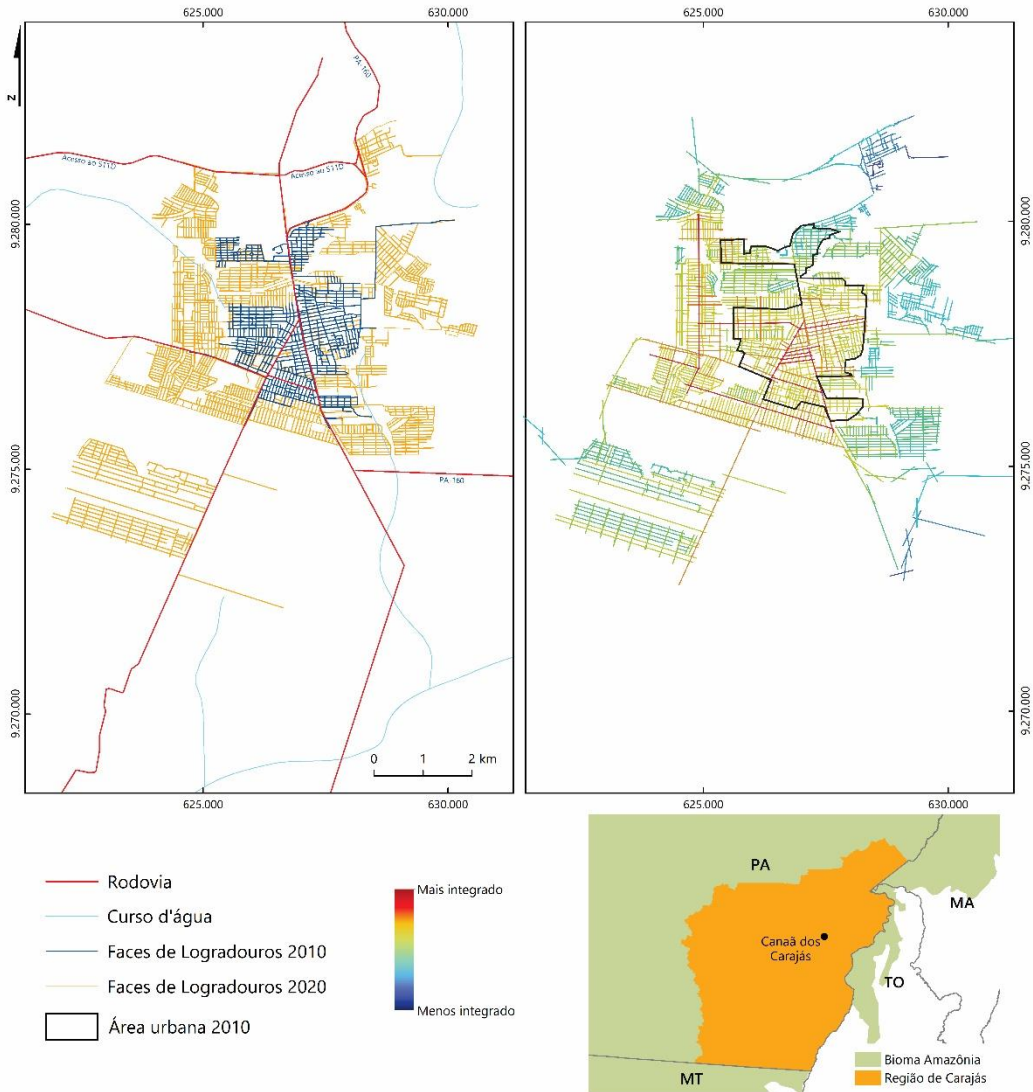 625.000
630.000
625.000
630.000
N
PA 160
Acesso ao S11D
Acesso ao S11D
9.280.000
9.280.000
9.275.000
9.275.000
PA 160
9.270.000
9.270.000
0 1 2 km
625.000
630.000
625.000
630.000
Rodovia
Curso d'água
Faces de Logradouros 2010
Faces de Logradouros 2020
Área urbana 2010
Mais integrado
Menos integrado
PA
MA
Canaã dos
Carajás
TO
MT
Bioma Amazônia
Região de Carajás